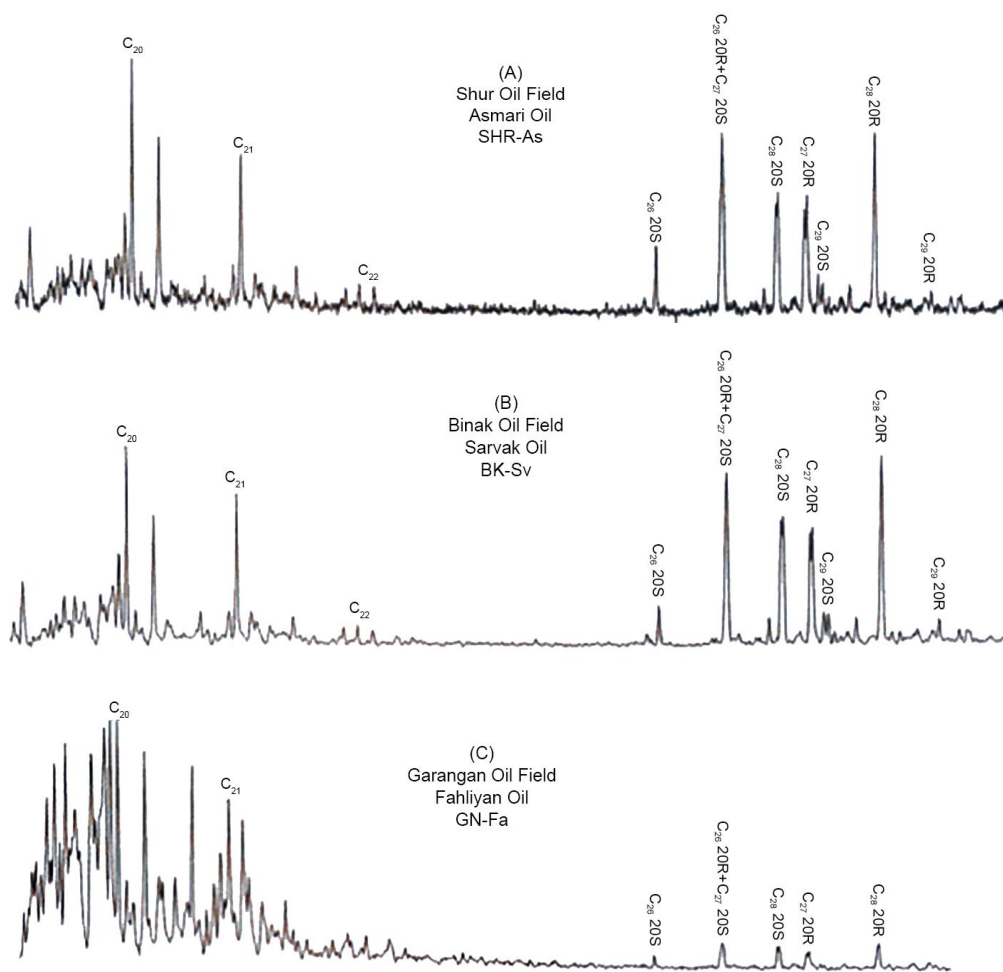 (A)
Shur Oil Field
Asmari Oil
SHR-As
C₂₀
C₂₁
C₂₂
C₂₆ 20S
C₂₆ 20R+C₂₇ 20S
C₂₈ 20S
C₂₇ 20R
C₂₉ 20S
C₂₈ 20R
C₂₉ 20R
(B)
Binak Oil Field
Sarvak Oil
BK-Sv
C₂₀
C₂₁
C₂₂
C₂₆ 20S
C₂₆ 20R+C₂₇ 20S
C₂₈ 20S
C₂₇ 20R
C₂₉ 20S
C₂₈ 20R
C₂₉ 20R
(C)
Garangan Oil Field
Fahliyan Oil
GN-Fa
C₂₀
C₂₁
C₂₆ 20S
C₂₆ 20R+C₂₇ 20S
C₂₈ 20S
C₂₇ 20R
C₂₈ 20R